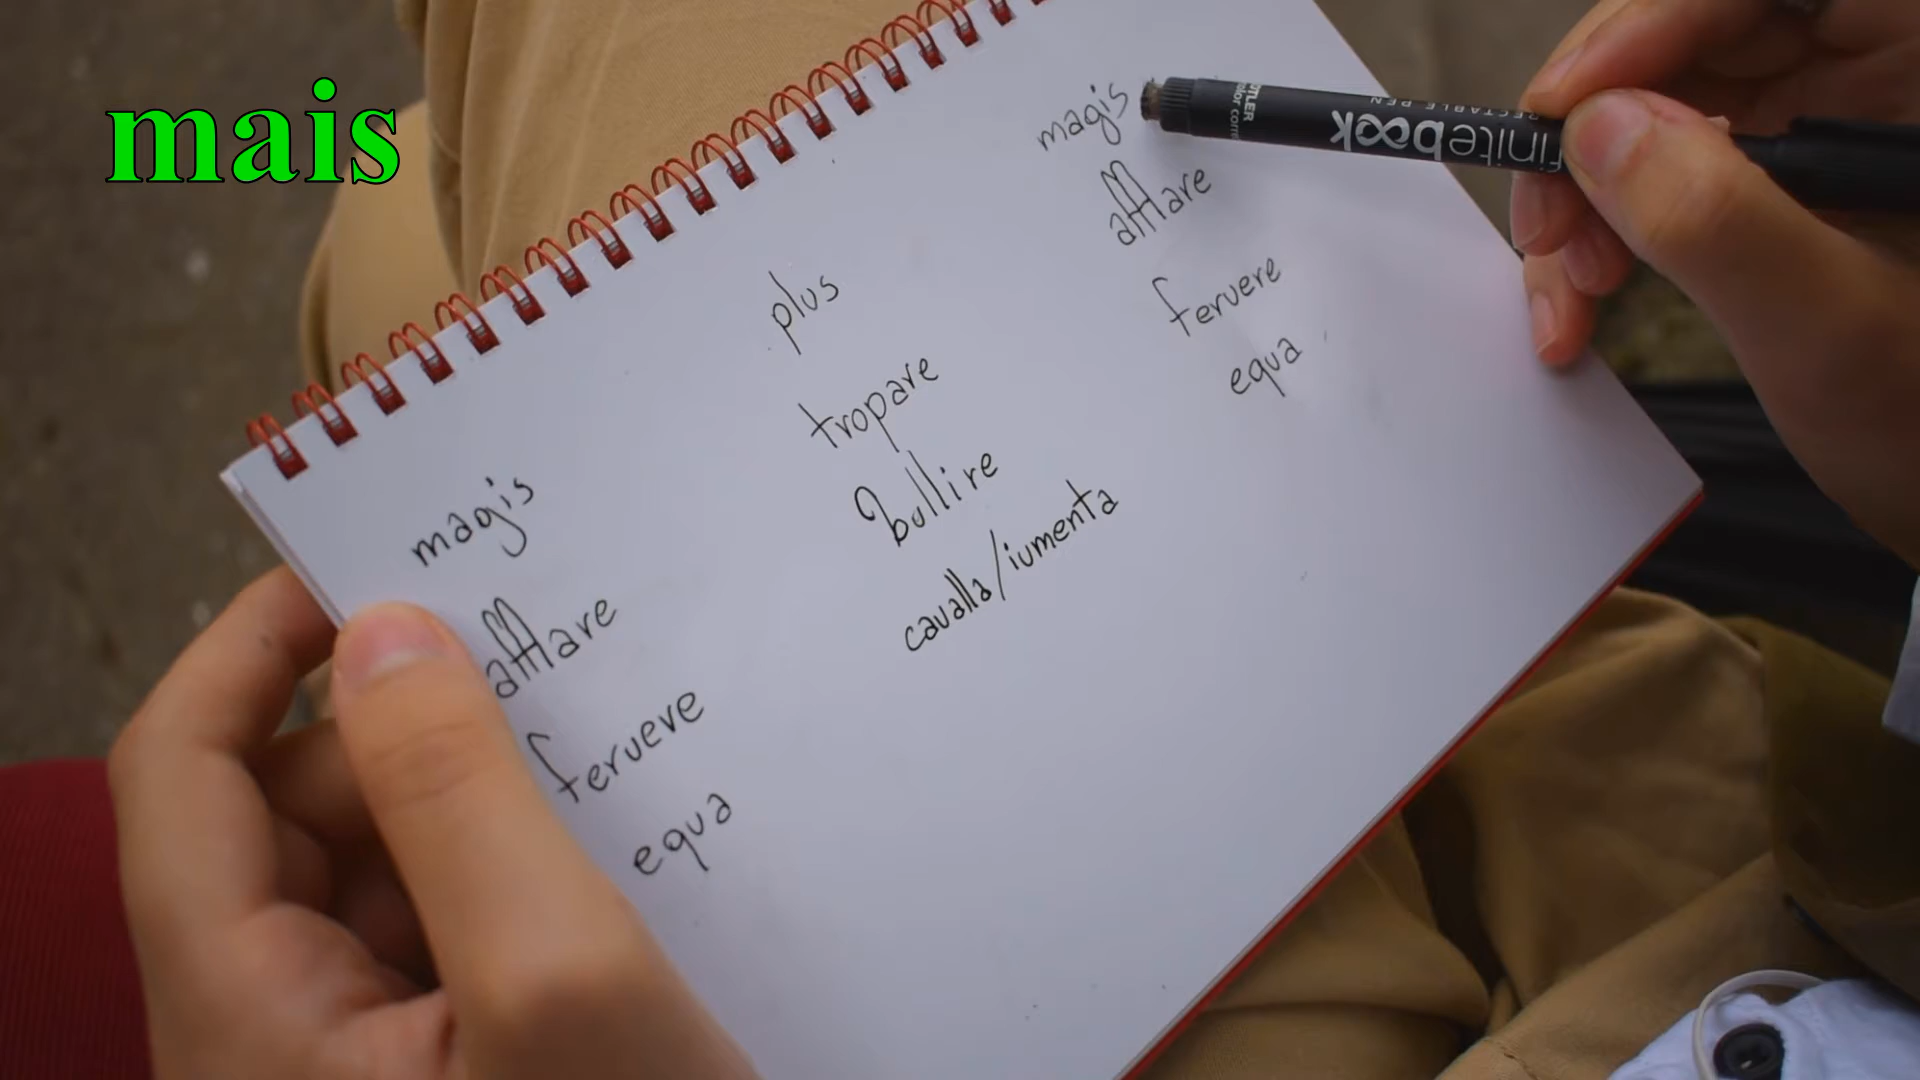 mais
magis
afflare
fervere
equa
plus
tropare
bullire
cavalla/iumenta
magis
afflare
fervere
equa
finitebook